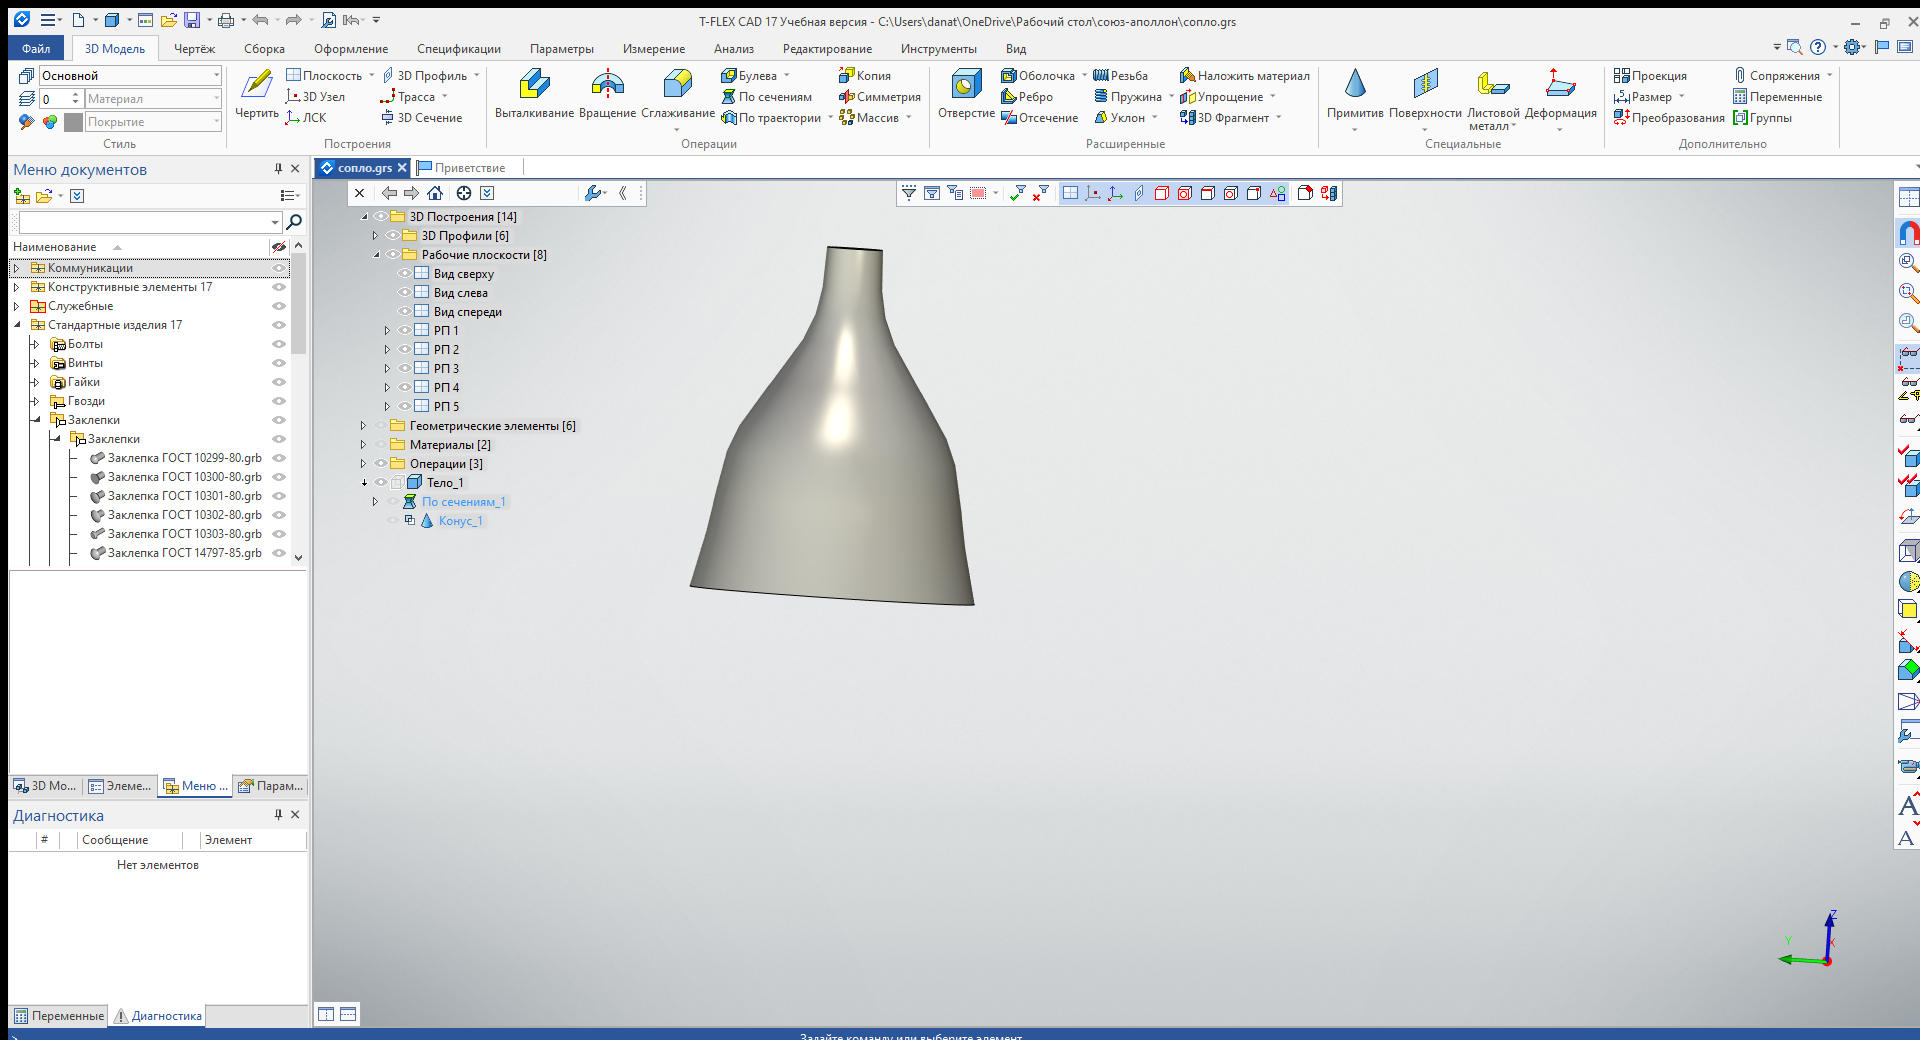 T-FLEX CAD 17 Учебная версия - C:\Users\danat\OneDrive\Рабочий стол\союз-аполлон\сопло.grs
Файл 3D Модель Чертёж Сборка Оформление Спецификации Параметры Измерение Анализ Редактирование Инструменты Вид
Основной
0 Материал
Покрытие
Стиль
Чертить
Плоскость 3D Профиль
3D Узел Трасса
ЛСК 3D Сечение
Построения
Выталкивание Вращение Сглаживание
Булева Копия
По сечениям Симметрия
По траектории Массив
Операции
Отверстие
Оболочка Резьба Наложить материал
Ребро Пружина Упрощение
Отсечение Уклон 3D Фрагмент
Расширенные
Примитив Поверхности Листовой металл Деформация
Специальные
Проекция Сопряжения
Размер Переменные
Преобразования Группы
Дополнительно
Меню документов
сопло.grs Приветствие
Наименование
Коммуникации
Конструктивные элементы 17
Служебные
Стандартные изделия 17
Болты
Винты
Гайки
Гвозди
Заклепки
Заклепки
Заклепка ГОСТ 10299-80.grb
Заклепка ГОСТ 10300-80.grb
Заклепка ГОСТ 10301-80.grb
Заклепка ГОСТ 10302-80.grb
Заклепка ГОСТ 10303-80.grb
Заклепка ГОСТ 14797-85.grb
3D Мо... Элеме... Меню ... Парам...
Диагностика
# Сообщение Элемент
Нет элементов
Переменные Диагностика
3D Построения [14]
3D Профили [6]
Рабочие плоскости [8]
Вид сверху
Вид слева
Вид спереди
РП 1
РП 2
РП 3
РП 4
РП 5
Геометрические элементы [6]
Материалы [2]
Операции [3]
Тело_1
По сечениям_1
Конус_1
Z
Y X
> Задайте команду или выберите элемент